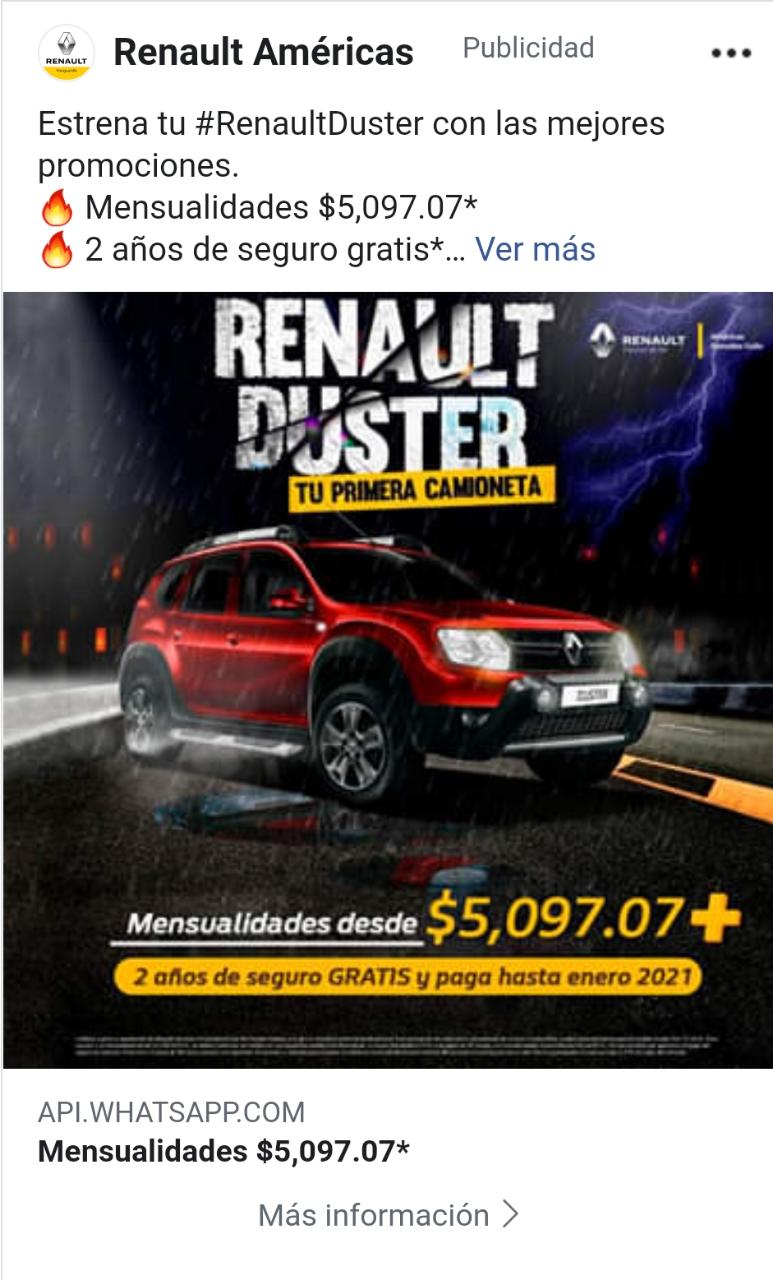 RENAULT
Renault Américas
Publicidad
Estrena tu #RenaultDuster con las mejores
promociones.
🔥 Mensualidades $5,097.07*
🔥 2 años de seguro gratis*... Ver más
RENAULT
DUSTER
TU PRIMERA CAMIONETA
RENAULT
DUSTER
Mensualidades desde $5,097.07+
2 años de seguro GRATIS y paga hasta enero 2021
API.WHATSAPP.COM
Mensualidades $5,097.07*
Más información